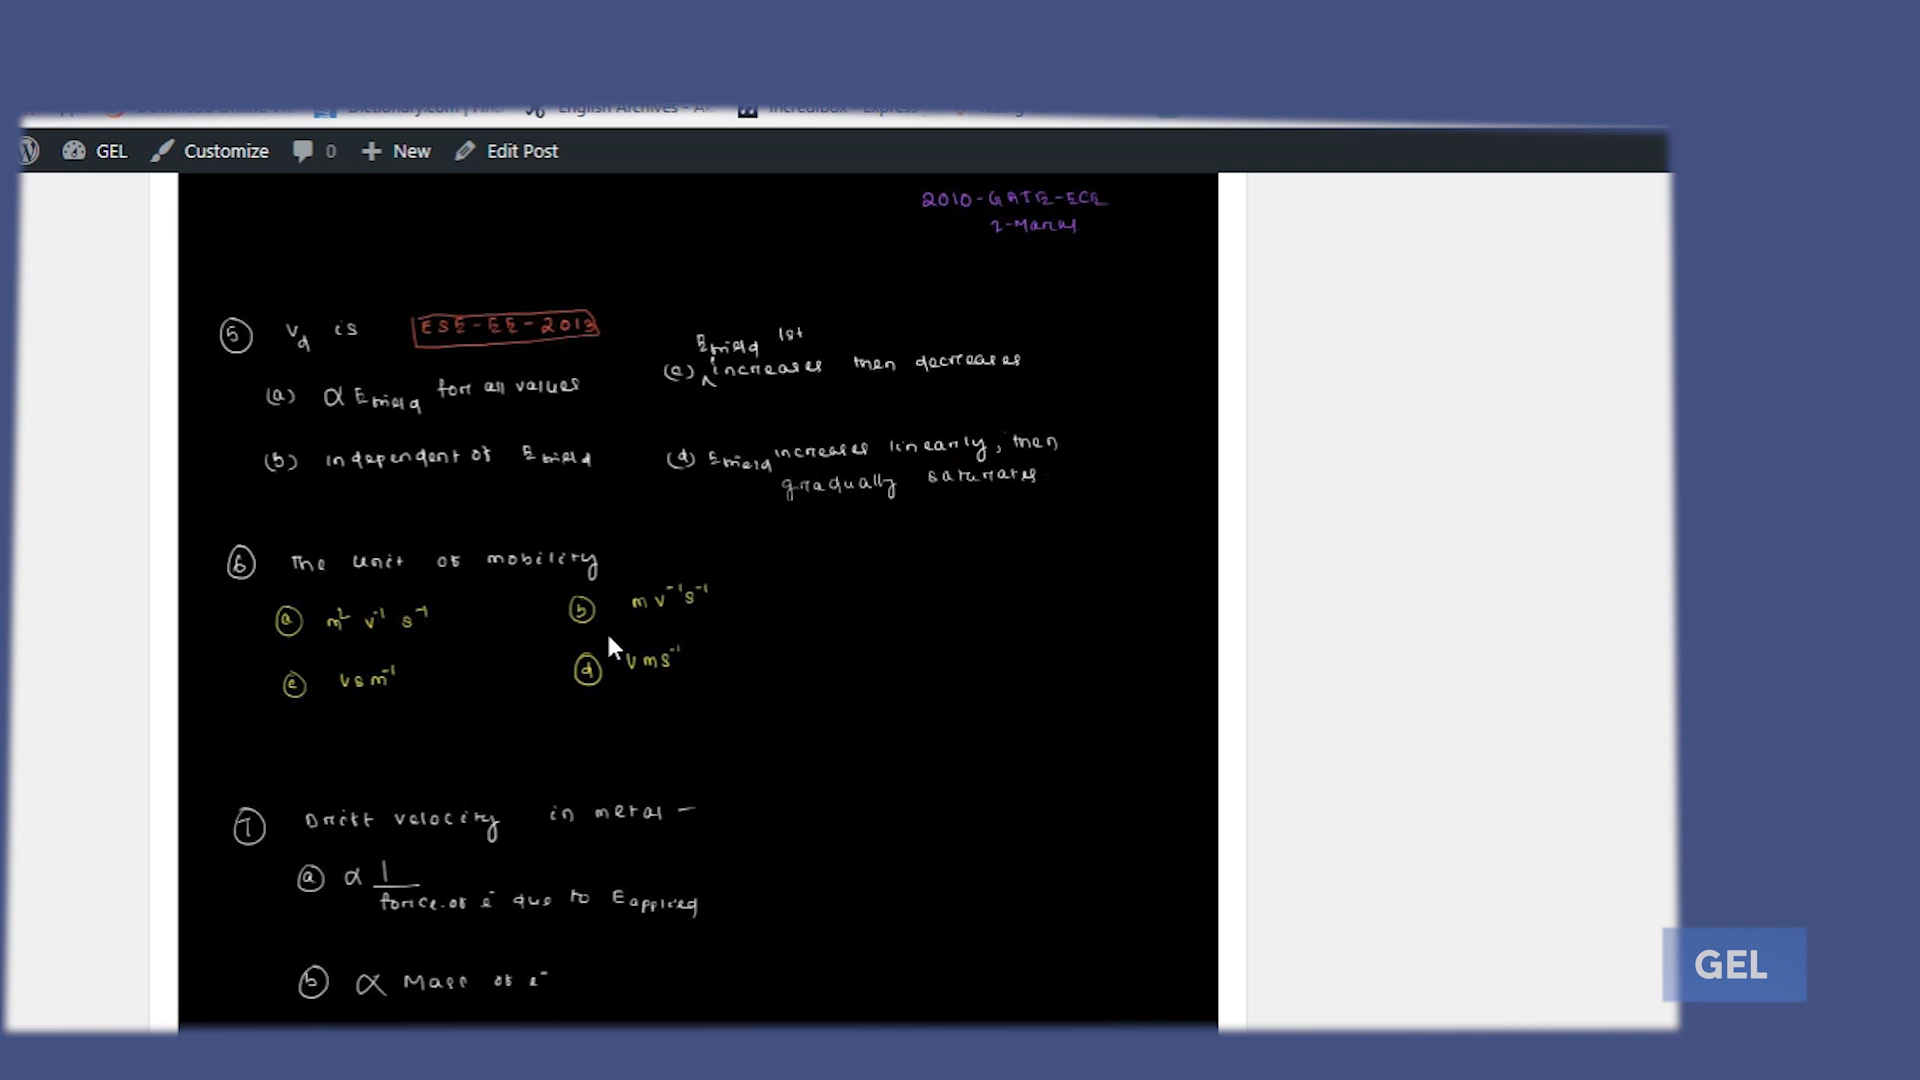 English Archives - A
GEL Customize 0 New Edit Post
2010-GATE-ECE
2-Marks
5 Vd is ESE-EE-2013
(a) α Efield for all values
(b) independent of Efield
Efield 1st
(c) increases then decreases
(d) Efield increases linearly, then
gradually saturates
6 The unit of mobility
a m² v⁻¹ s⁻¹
b m v⁻¹ s⁻¹
c v s m⁻¹
d v m s⁻¹
7 Drift velocity in metal -
a α 1
force of e⁻ due to Eapplied
b α Mass of e⁻
GEL